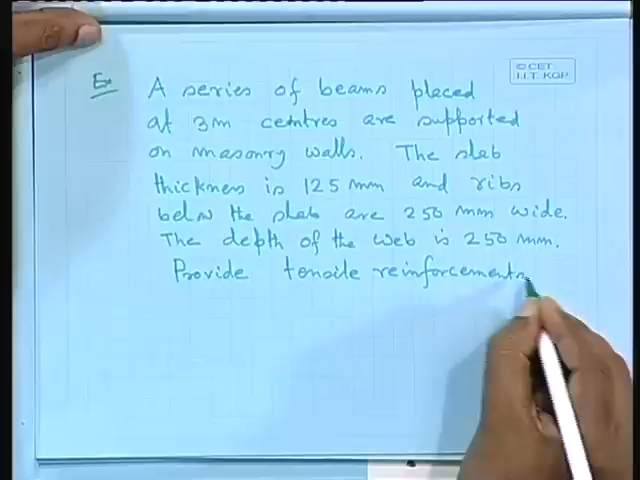 ©CET
I.I.T. KGP
Ex A series of beams placed
at 3m centres are supported
on masonry walls. The slab
thickness is 125 mm and ribs
below the slab are 250 mm wide.
The depth of the web is 250 mm.
Provide tensile reinforcements